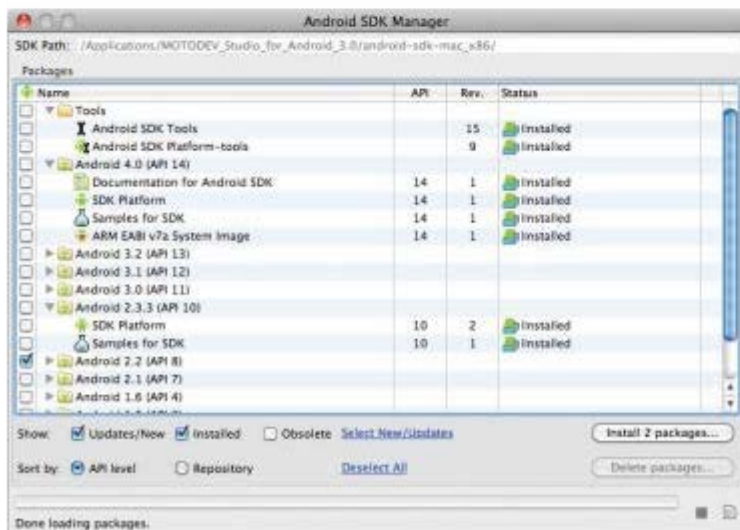 Android SDK Manager
SDK Path: /Applications/MOTODEV_Studio_for_Android_3.0/android-sdk-mac_x86/
Packages
Name API Rev. Status
Tools
Android SDK Tools 15 Installed
Android SDK Platform-tools 9 Installed
Android 4.0 (API 14)
Documentation for Android SDK 14 1 Installed
SDK Platform 14 1 Installed
Samples for SDK 14 1 Installed
ARM EABI v7a System Image 14 1 Installed
Android 3.2 (API 13)
Android 3.1 (API 12)
Android 3.0 (API 11)
Android 2.3.3 (API 10)
SDK Platform 10 2 Installed
Samples for SDK 10 1 Installed
Android 2.2 (API 8)
Android 2.1 (API 7)
Android 1.6 (API 4)
Show: Updates/New Installed Obsolete Select New/Updates Install 2 packages...
Sort by: API level Repository Deselect All Delete packages...
Done loading packages.